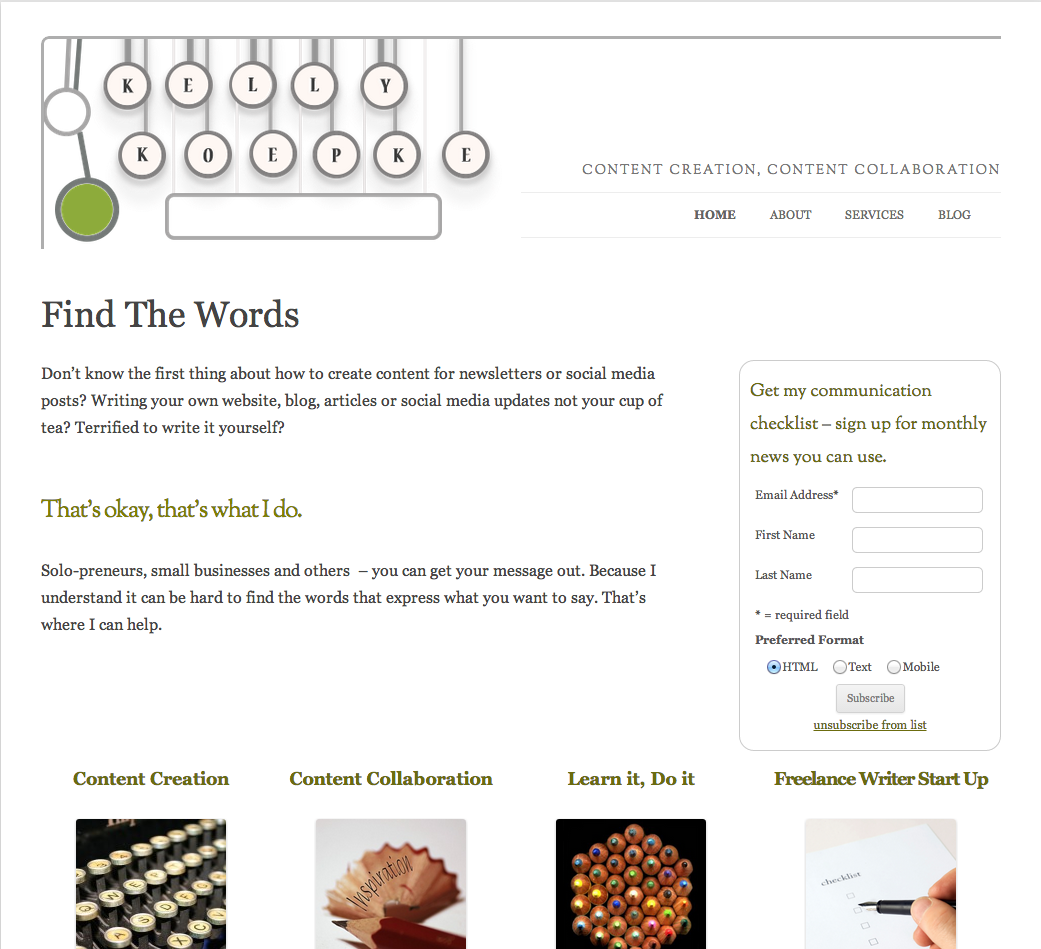 KELLY
KOEPKE
CONTENT CREATION, CONTENT COLLABORATION
HOME ABOUT SERVICES BLOG
Find The Words
Don’t know the first thing about how to create content for newsletters or social media
posts? Writing your own website, blog, articles or social media updates not your cup of
tea? Terrified to write it yourself?
That’s okay, that’s what I do.
Solo-preneurs, small businesses and others – you can get your message out. Because I
understand it can be hard to find the words that express what you want to say. That’s
where I can help.
Get my communication
checklist – sign up for monthly
news you can use.
Email Address*
First Name
Last Name
* = required field
Preferred Format
HTML Text Mobile
Subscribe
unsubscribe from list
Content Creation
Content Collaboration
Learn it, Do it
Freelance Writer Start Up
Inspiration
checklist